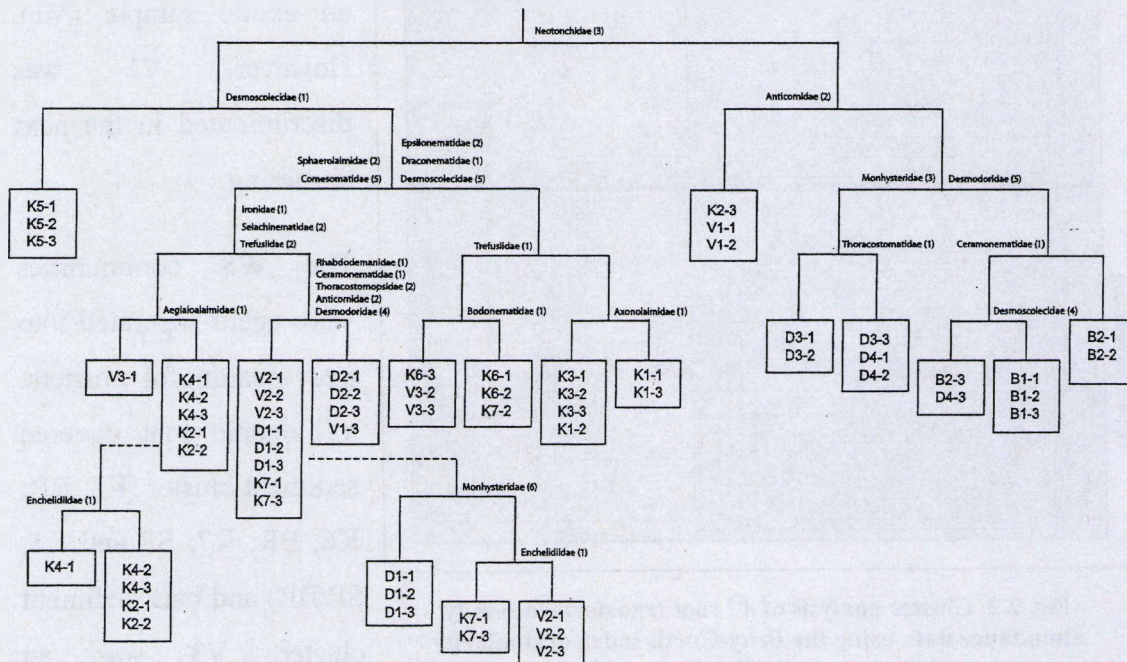 Neotonchidae (3)
Desmoscolecidae (1)
Anticomidae (2)
Epsilonematidae (2)
Sphaerolaimidae (2)
Draconematidae (1)
Comesomatidae (5)
Desmoscolecidae (5)
Monhysteridae (3)
Desmodoridae (5)
K5-1
K5-2
K5-3
K2-3
V1-1
V1-2
Ironidae (1)
Selachinematidae (2)
Trefusiidae (2)
Trefusiidae (1)
Thoracostomatidae (1)
Ceramonematidae (1)
Rhabdodemanidae (1)
Ceramonematidae (1)
Thoracostomopsidae (2)
Anticomidae (2)
Desmodoridae (4)
Aegialoalaimidae (2)
Bodonematidae (1)
Axonolaimidae (1)
Desmoscolecidae (4)
D3-1
D3-2
D3-3
D4-1
D4-2
B2-1
B2-2
V3-1
K4-1
K4-2
K4-3
K2-1
K2-2
V2-1
V2-2
V2-3
D1-1
D1-2
D1-3
K7-1
K7-3
D2-1
D2-2
D2-3
V1-3
K6-3
V3-2
V3-3
K6-1
K6-2
K7-2
K3-1
K3-2
K3-3
K1-2
K1-1
K1-3
B2-3
D4-3
B1-1
B1-2
B1-3
Enchelidiidae (1)
Monhysteridae (6)
K4-1
K4-2
K4-3
K2-1
K2-2
Enchelidiidae (1)
D1-1
D1-2
D1-3
K7-1
K7-3
V2-1
V2-2
V2-3